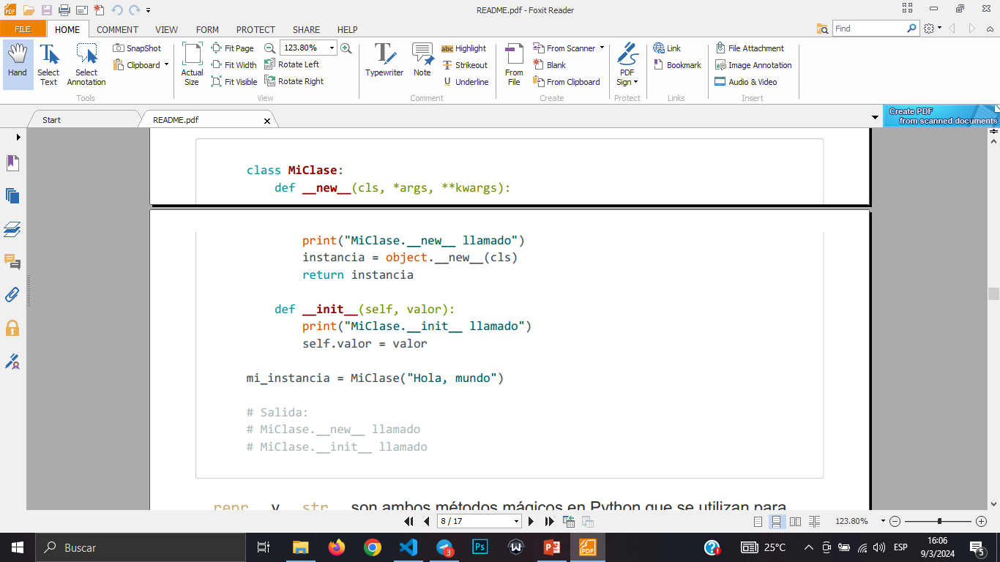 README.pdf - Foxit Reader
FILE HOME COMMENT VIEW FORM PROTECT SHARE HELP
Find
Hand
Select Text
Select Annotation
SnapShot
Clipboard
Tools
Actual Size
Fit Page
Fit Width
Fit Visible
123.80%
Rotate Left
Rotate Right
View
Typewriter
Note
abc Highlight
T Strikeout
U Underline
Comment
From File
From Scanner
Blank
From Clipboard
Create
PDF Sign
Protect
Link
Bookmark
Links
File Attachment
Image Annotation
Audio & Video
Insert
Start
README.pdf
Create PDF
from scanned documents
class MiClase:
def __new__(cls, *args, **kwargs):
print("MiClase.__new__ llamado")
instancia = object.__new__(cls)
return instancia
def __init__(self, valor):
print("MiClase.__init__ llamado")
self.valor = valor
mi_instancia = MiClase("Hola, mundo")
# Salida:
# MiClase.__new__ llamado
# MiClase.__init__ llamado
repr y str son ambos métodos mágicos en Python que se utilizan para
8 / 17
123.80%
Buscar
3
Ps
PDF
25°C
ESP
16:06
9/3/2024
5